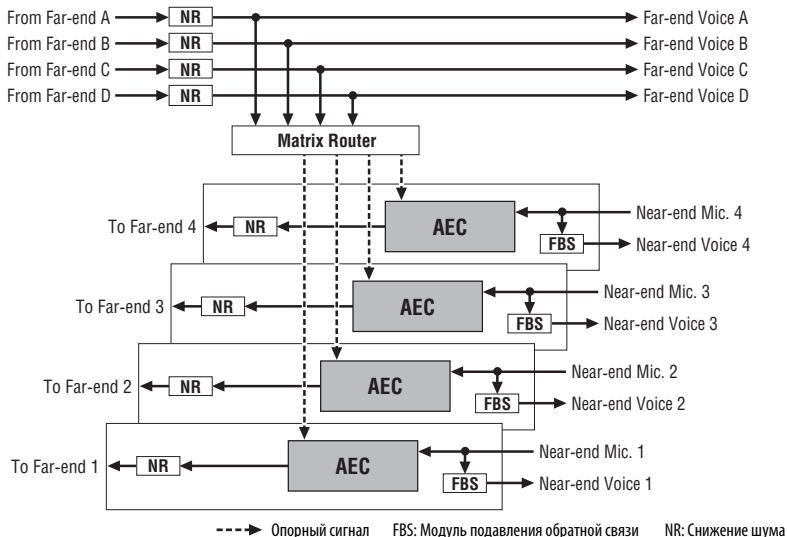 From Far-end A NR Far-end Voice A
From Far-end B NR Far-end Voice B
From Far-end C NR Far-end Voice C
From Far-end D NR Far-end Voice D
Matrix Router
To Far-end 4 NR AEC Near-end Mic. 4
FBS Near-end Voice 4
To Far-end 3 NR AEC Near-end Mic. 3
FBS Near-end Voice 3
To Far-end 2 NR AEC Near-end Mic. 2
FBS Near-end Voice 2
To Far-end 1 NR AEC Near-end Mic. 1
FBS Near-end Voice 1
Опорный сигнал FBS: Модуль подавления обратной связи NR: Снижение шума